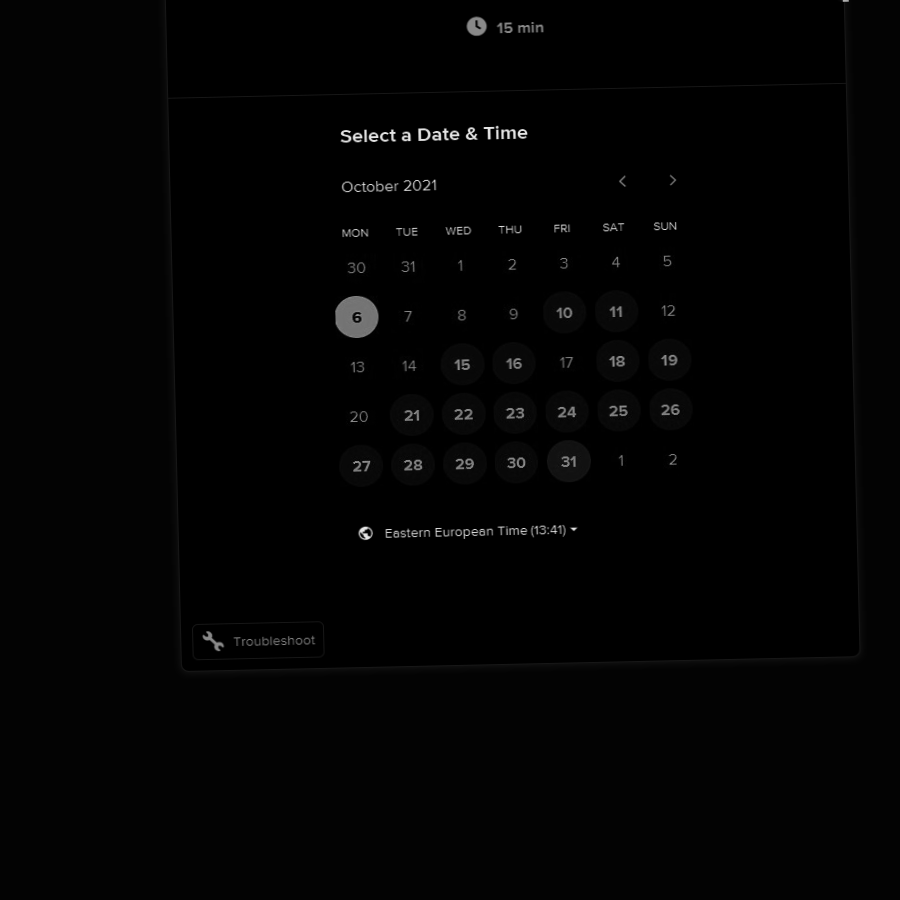 15 min
Select a Date & Time
October 2021
MON TUE WED THU FRI SAT SUN
30 31 1 2 3 4 5
6 7 8 9 10 11 12
13 14 15 16 17 18 19
20 21 22 23 24 25 26
27 28 29 30 31 1 2
Eastern European Time (13:41)
Troubleshoot